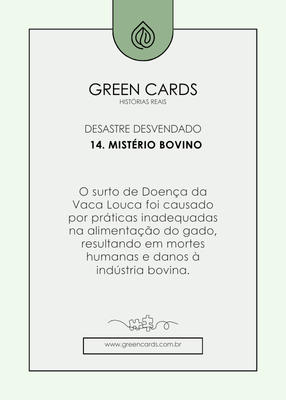 GREEN CARDS
HISTÓRIAS REAIS
DESASTRE DESVENDADO
14. MISTÉRIO BOVINO
O surto de Doença da
Vaca Louca foi causado
por práticas inadequadas
na alimentação do gado,
resultando em mortes
humanas e danos à
indústria bovina.
www.greencards.com.br